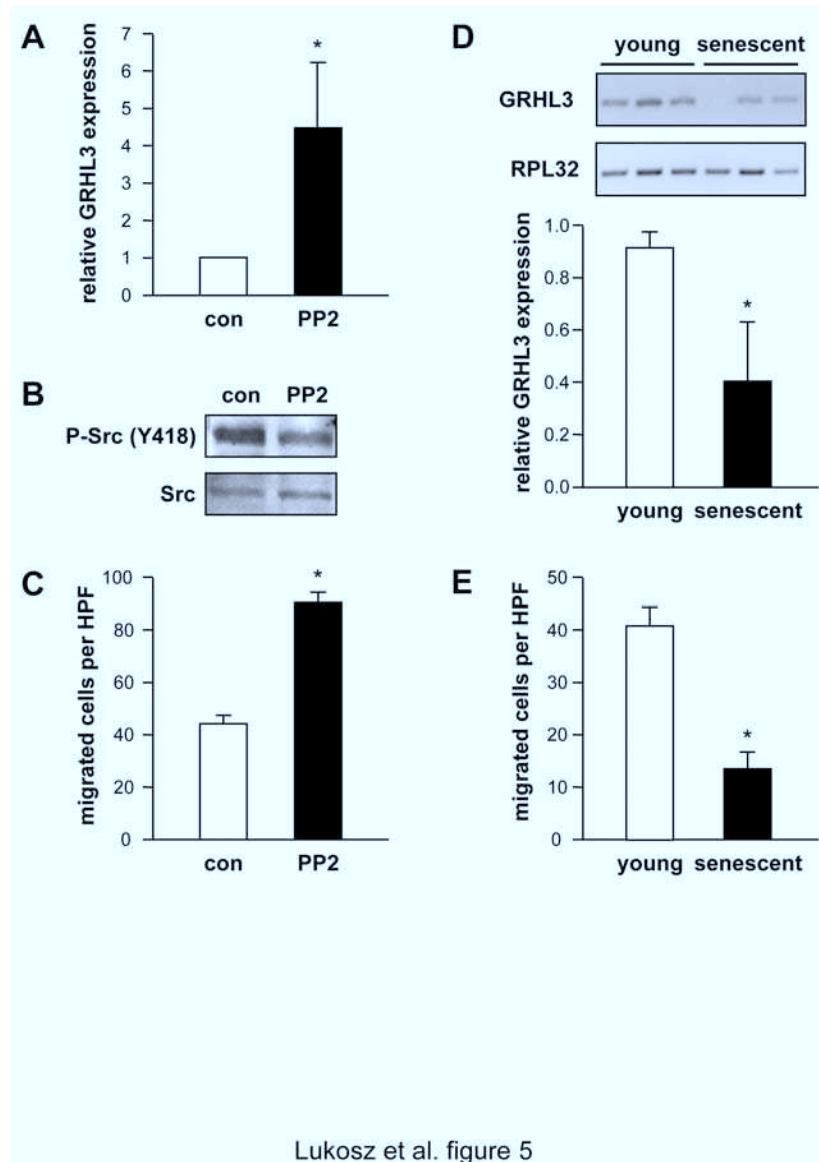 A
relative GRHL3 expression
7
6
5
4
3
2
1
0
*
con PP2
B
con PP2
P-Src (Y418)
Src
C
migrated cells per HPF
100
80
60
40
20
0
*
con PP2
D
young senescent
GRHL3
RPL32
relative GRHL3 expression
1.0
0.8
0.6
0.4
0.2
0.0
*
young senescent
E
migrated cells per HPF
50
40
30
20
10
0
*
young senescent
Lukosz et al. figure 5